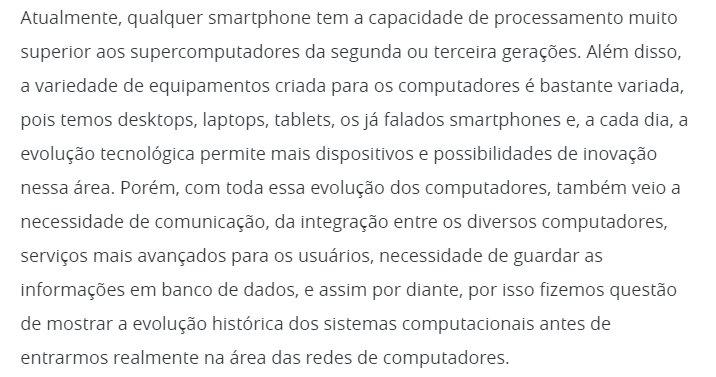 Atualmente, qualquer smartphone tem a capacidade de processamento muito
superior aos supercomputadores da segunda ou terceira gerações. Além disso,
a variedade de equipamentos criada para os computadores é bastante variada,
pois temos desktops, laptops, tablets, os já falados smartphones e, a cada dia, a
evolução tecnológica permite mais dispositivos e possibilidades de inovação
nessa área. Porém, com toda essa evolução dos computadores, também veio a
necessidade de comunicação, da integração entre os diversos computadores,
serviços mais avançados para os usuários, necessidade de guardar as
informações em banco de dados, e assim por diante, por isso fizemos questão
de mostrar a evolução histórica dos sistemas computacionais antes de
entrarmos realmente na área das redes de computadores.